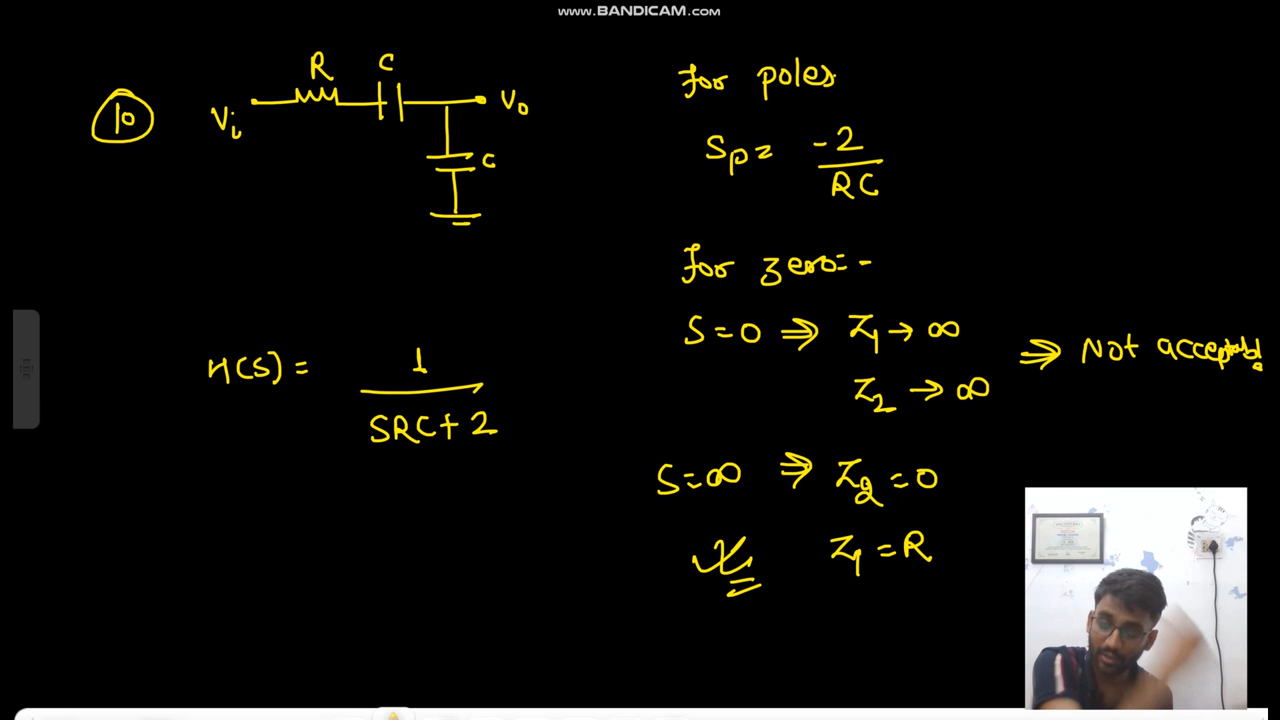 www.BANDICAM.com
10
R
C
Vi
Vo
C
H(S) = 1 / SRC + 2
for poles
Sp = -2 / RC
for zero:-
S=0 ⇒ Z1 → ∞
Z2 → ∞
⇒ Not acceptable
S=∞ ⇒ Z2 = 0
Z1 = R